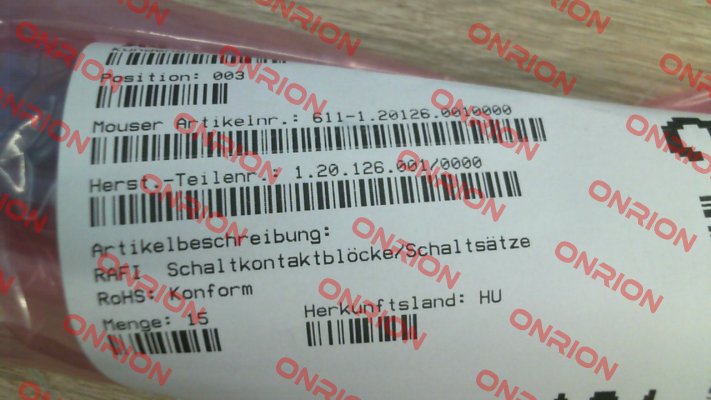 Position: 003
Mouser Artikelnr.: 611-1.20126.0010000
Herst.-Teilenr.: 1.20.126.001/0000
Artikelbeschreibung:
RAFI Schaltkontaktblöcke/Schaltsätze
RoHS: Konform
Menge: 15
Herkunftsland: HU
ONRION